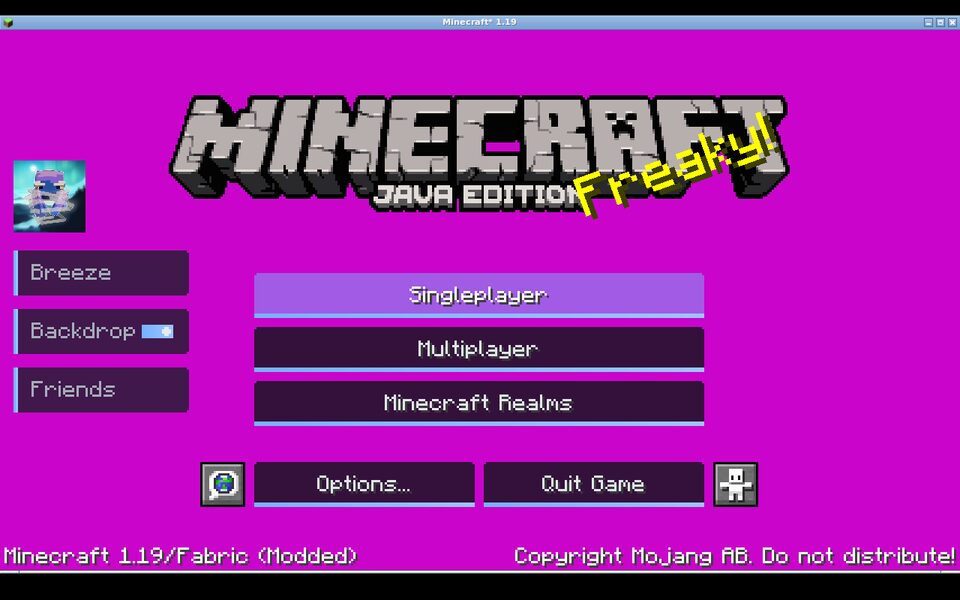 Minecraft* 1.19
MINECRAFT
JAVA EDITION
Freaky!
Breeze
Backdrop
Friends
Singleplayer
Multiplayer
Minecraft Realms
Options...
Quit Game
Minecraft 1.19/Fabric (Modded)
Copyright Mojang AB. Do not distribute!